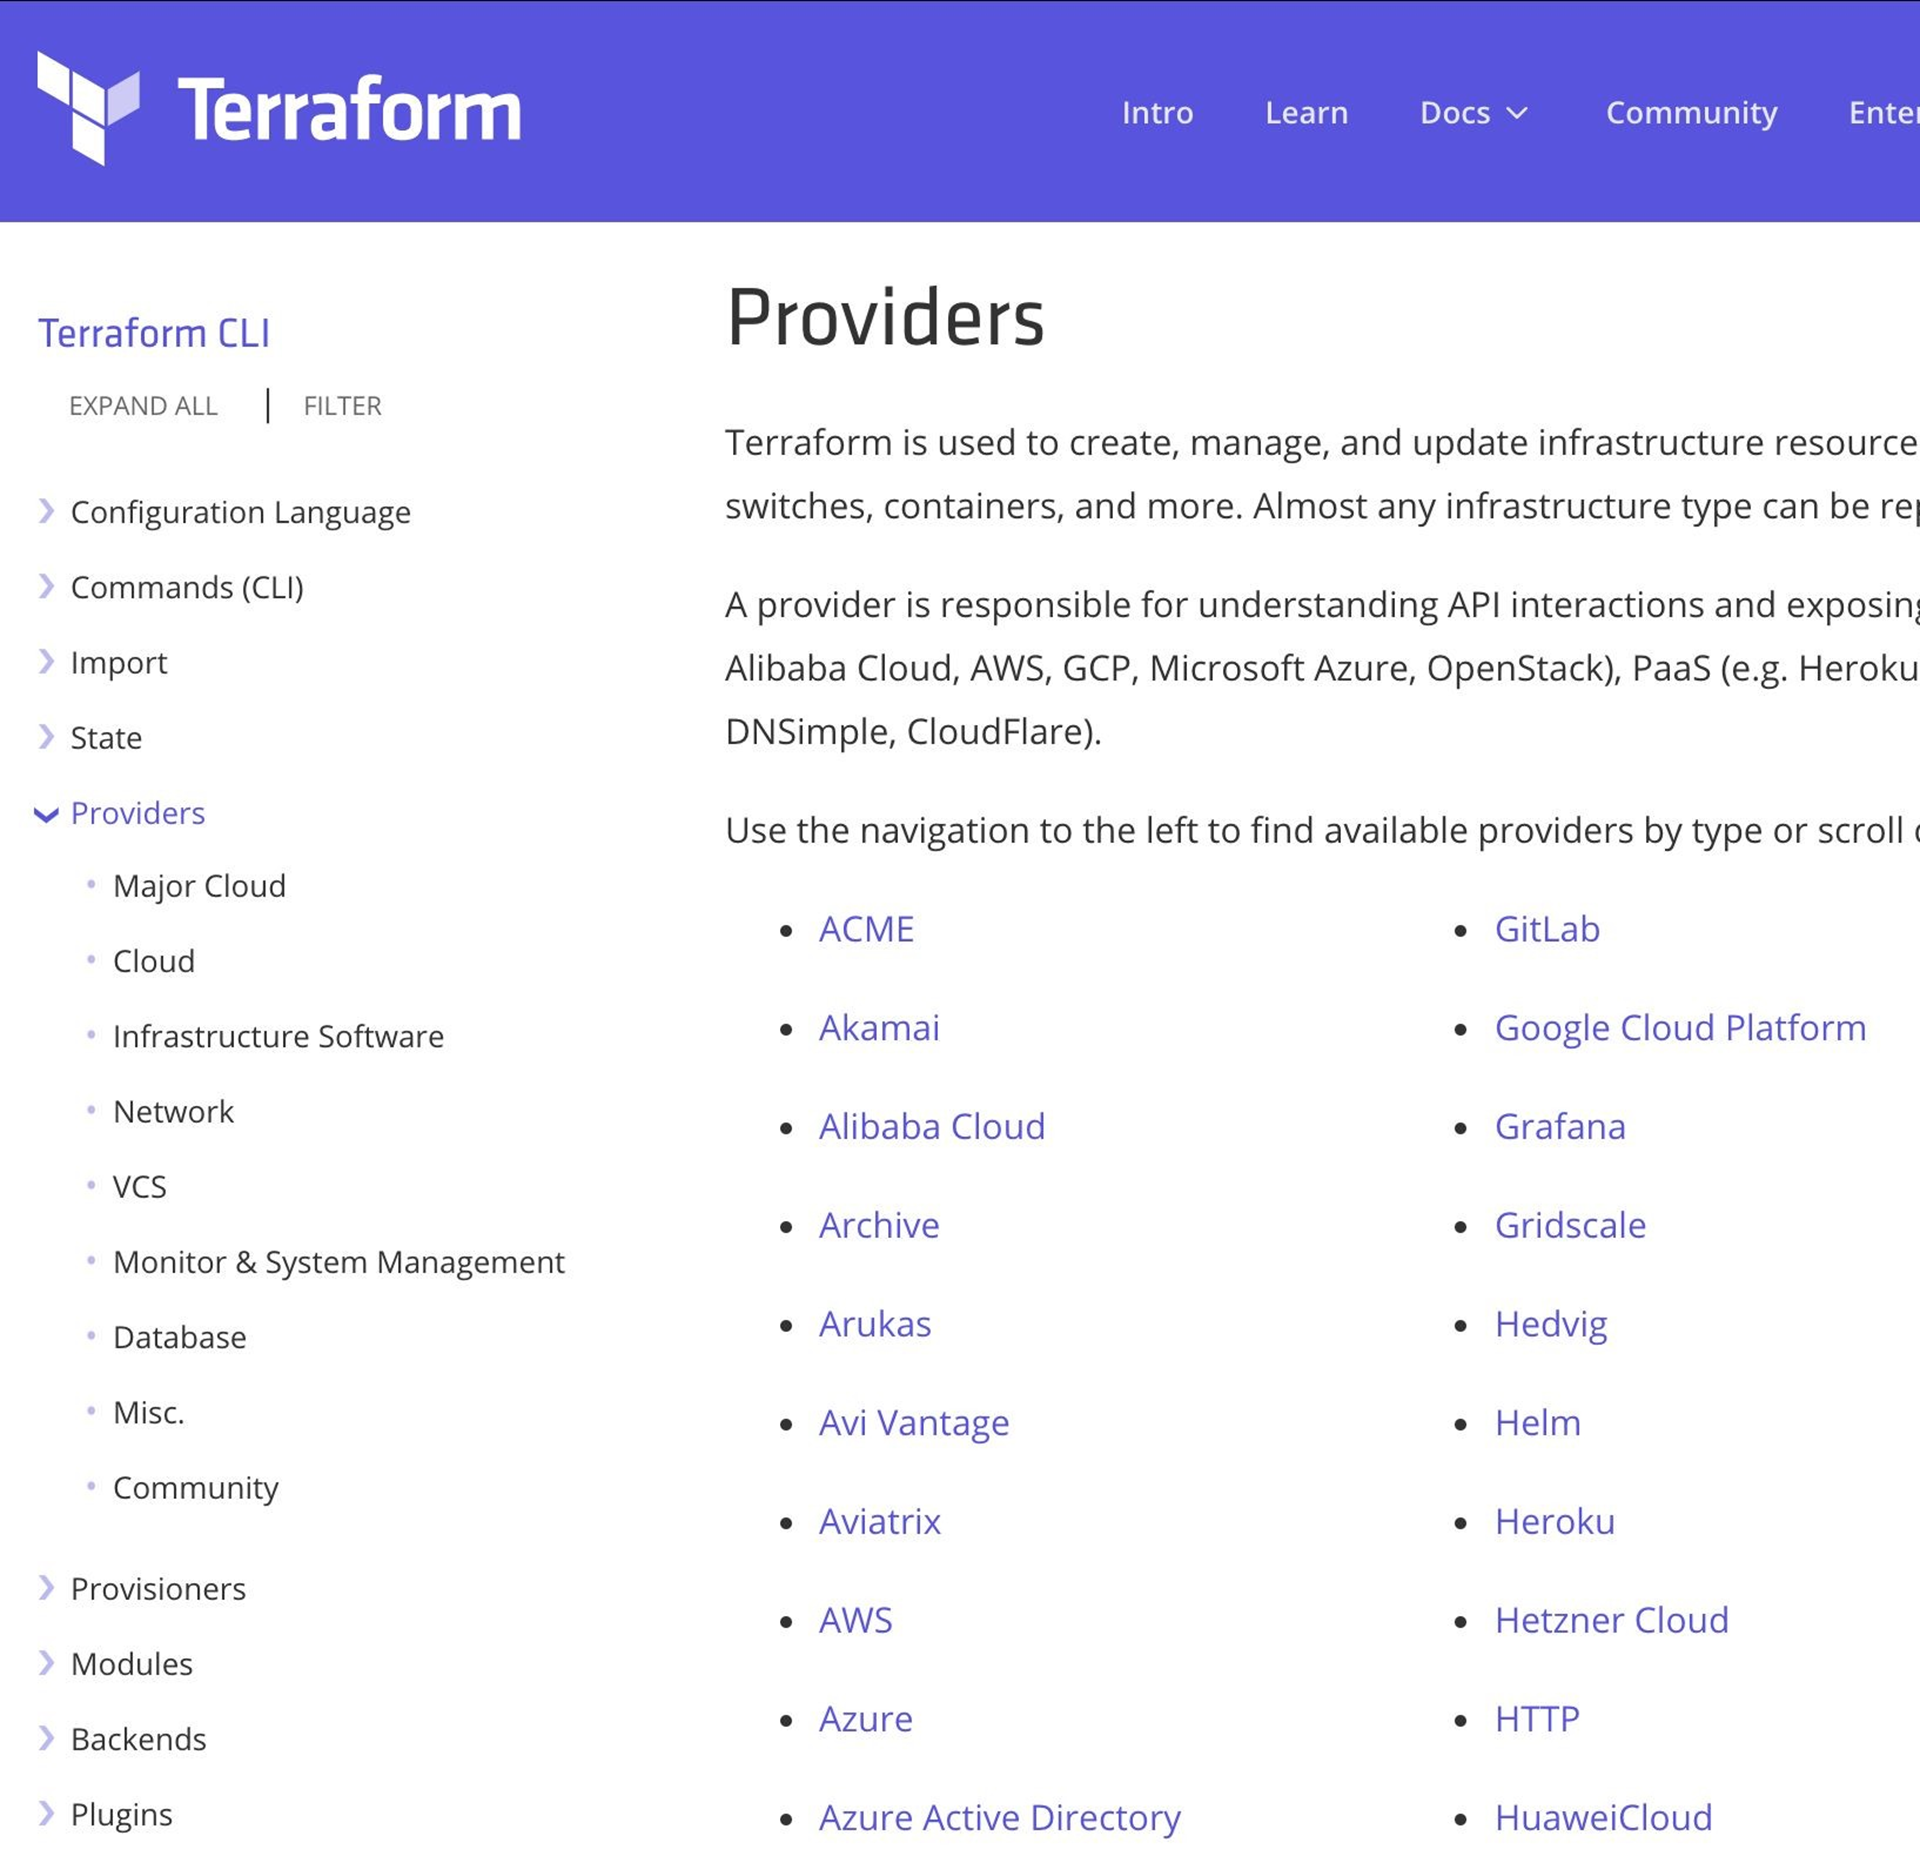 Terraform
Intro
Learn
Docs
Community
Terraform CLI
EXPAND ALL | FILTER
Configuration Language
Commands (CLI)
Import
State
Providers
Major Cloud
Cloud
Infrastructure Software
Network
VCS
Monitor & System Management
Database
Misc.
Community
Provisioners
Modules
Backends
Plugins
Providers
Terraform is used to create, manage, and update infrastructure resource
switches, containers, and more. Almost any infrastructure type can be
A provider is responsible for understanding API interactions and exposing
Alibaba Cloud, AWS, GCP, Microsoft Azure, OpenStack), PaaS (e.g. Heroku
DNSimple, CloudFlare).
Use the navigation to the left to find available providers by type or scroll
ACME
Akamai
Alibaba Cloud
Archive
Arukas
Avi Vantage
Aviatrix
AWS
Azure
Azure Active Directory
GitLab
Google Cloud Platform
Grafana
Gridscale
Hedvig
Helm
Heroku
Hetzner Cloud
HTTP
HuaweiCloud